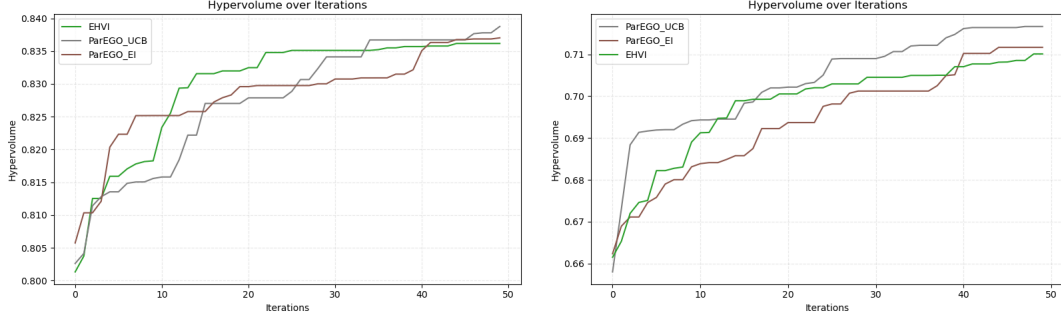 Hypervolume over Iterations
0.840
0.835
0.830
0.825
0.820
0.815
0.810
0.805
0.800
Hypervolume
EHVI
ParEGO_UCB
ParEGO_EI
0 10 20 30 40 50
Iterations
Hypervolume over Iterations
0.71
0.70
0.69
0.68
0.67
0.66
Hypervolume
ParEGO_UCB
ParEGO_EI
EHVI
0 10 20 30 40 50
Iterations